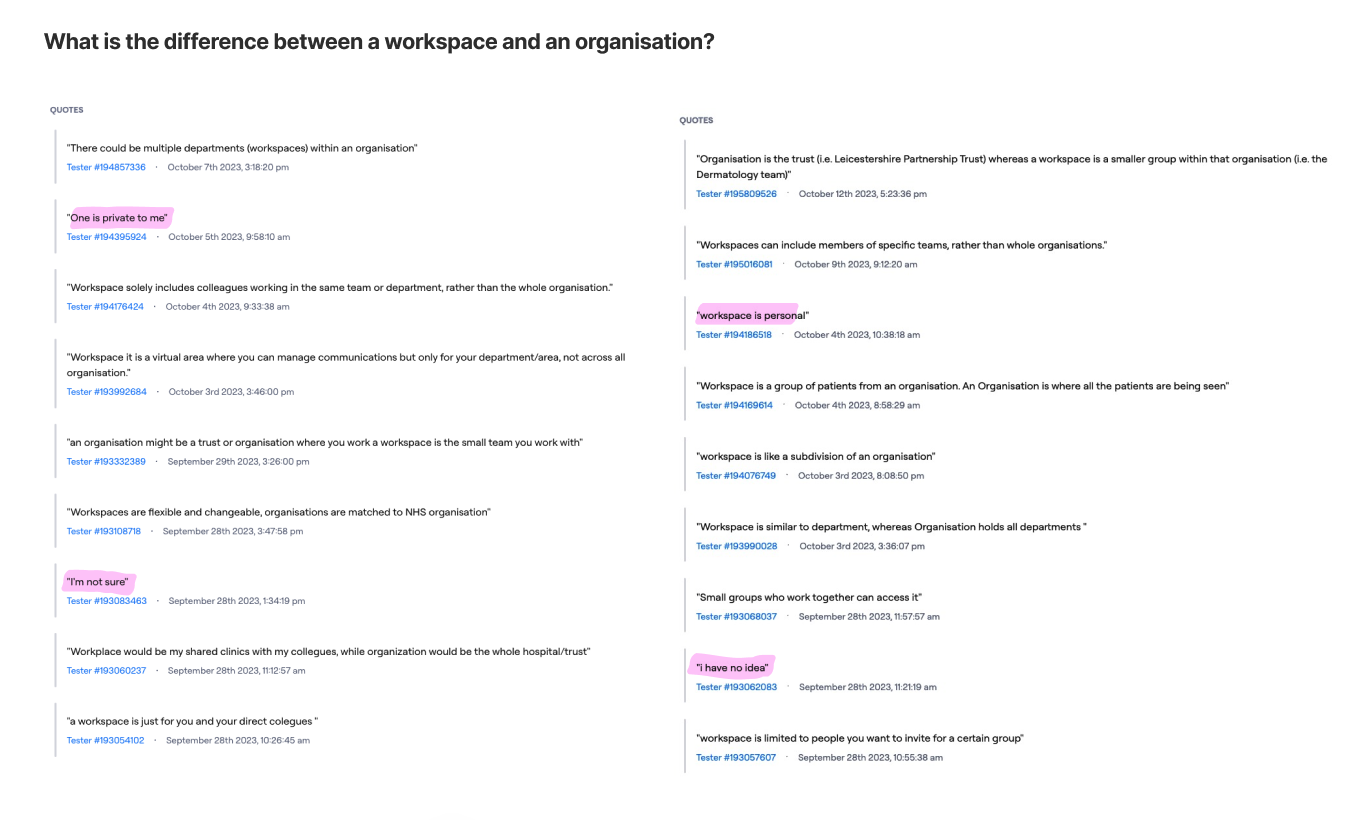 What is the difference between a workspace and an organisation?
QUOTES
"There could be multiple departments (workspaces) within an organisation"
Tester #194857336 · October 7th 2023, 3:18:20 pm
"One is private to me"
Tester #194395924 · October 5th 2023, 9:58:10 am
"Workspace solely includes colleagues working in the same team or department, rather than the whole organisation."
Tester #194176424 · October 4th 2023, 9:33:38 am
"Workspace it is a virtual area where you can manage communications but only for your department/area, not across all
organisation."
Tester #193992684 · October 3rd 2023, 3:46:00 pm
"an organisation might be a trust or organisation where you work a workspace is the small team you work with"
Tester #193332389 · September 29th 2023, 3:26:00 pm
"Workspaces are flexible and changeable, organisations are matched to NHS organisation"
Tester #193108718 · September 28th 2023, 3:47:58 pm
"I'm not sure"
Tester #193083463 · September 28th 2023, 1:34:19 pm
"Workplace would be my shared clinics with my collegues, while organization would be the whole hospital/trust"
Tester #193060237 · September 28th 2023, 11:12:57 am
"a workspace is just for you and your direct colegues "
Tester #193054102 · September 28th 2023, 10:26:45 am
QUOTES
"Organisation is the trust (i.e. Leicestershire Partnership Trust) whereas a workspace is a smaller group within that organisation (i.e. the
Dermatology team)"
Tester #195809526 · October 12th 2023, 5:23:36 pm
"Workspaces can include members of specific teams, rather than whole organisations."
Tester #195016081 · October 9th 2023, 9:12:20 am
"workspace is personal"
Tester #194186518 · October 4th 2023, 10:38:18 am
"Workspace is a group of patients from an organisation. An Organisation is where all the patients are being seen"
Tester #194169614 · October 4th 2023, 8:58:29 am
"workspace is like a subdivision of an organisation"
Tester #194076749 · October 3rd 2023, 8:08:50 pm
"Workspace is similar to department, whereas Organisation holds all departments "
Tester #193990028 · October 3rd 2023, 3:36:07 pm
"Small groups who work together can access it"
Tester #193068037 · September 28th 2023, 11:57:57 am
"i have no idea"
Tester #193062083 · September 28th 2023, 11:21:19 am
"workspace is limited to people you want to invite for a certain group"
Tester #193057607 · September 28th 2023, 10:55:38 am